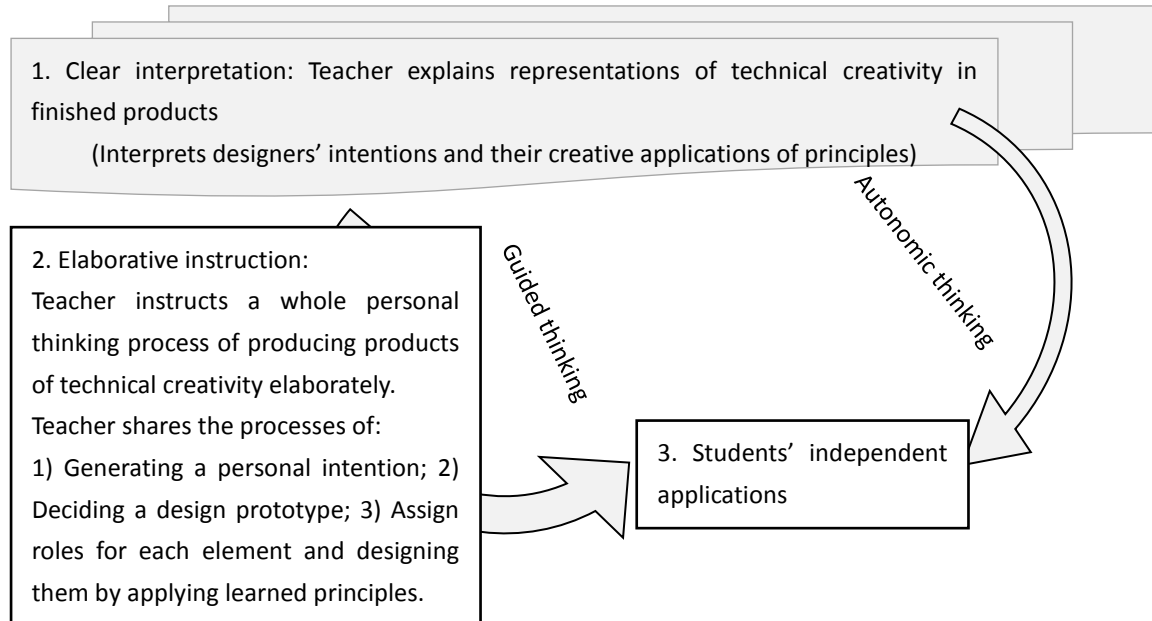 1. Clear interpretation: Teacher explains representations of technical creativity in
finished products
(Interprets designers’ intentions and their creative applications of principles)
Autonomic thinking
Guided thinking
2. Elaborative instruction:
Teacher instructs a whole personal
thinking process of producing products
of technical creativity elaborately.
Teacher shares the processes of:
1) Generating a personal intention; 2)
Deciding a design prototype; 3) Assign
roles for each element and designing
them by applying learned principles.
3. Students’ independent
applications